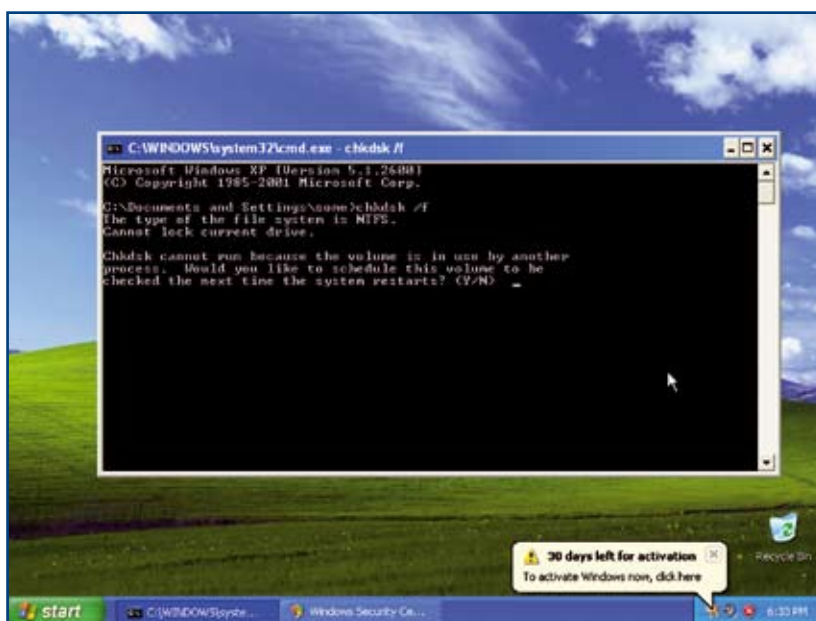 C:\WINDOWS\system32\cmd.exe - chkdsk /f
Microsoft Windows XP [Version 5.1.2600]
(C) Copyright 1985-2001 Microsoft Corp.
C:\Documents and Settings\some>chkdsk /f
The type of the file system is NTFS.
Cannot lock current drive.
Chkdsk cannot run because the volume is in use by another
process. Would you like to schedule this volume to be
checked the next time the system restarts? (Y/N) _
30 days left for activation
To activate Windows now, click here
Recycle Bin
start
C:\WINDOWS\syste...
Windows Security Ce...
6:33 PM